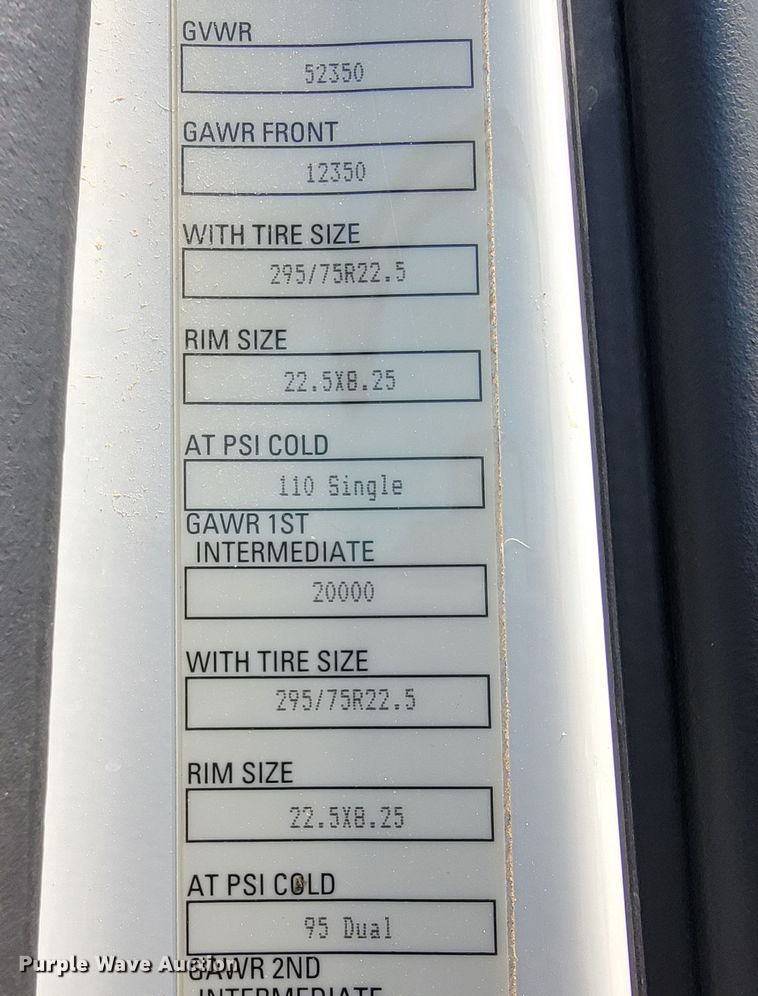 GVWR
52350
GAWR FRONT
12350
WITH TIRE SIZE
295/75R22.5
RIM SIZE
22.5X8.25
AT PSI COLD
110 Single
GAWR 1ST
INTERMEDIATE
20000
WITH TIRE SIZE
295/75R22.5
RIM SIZE
22.5X8.25
AT PSI COLD
95 Dual
Purple Wave Auction
GAWR 2ND
INTERMEDIATE